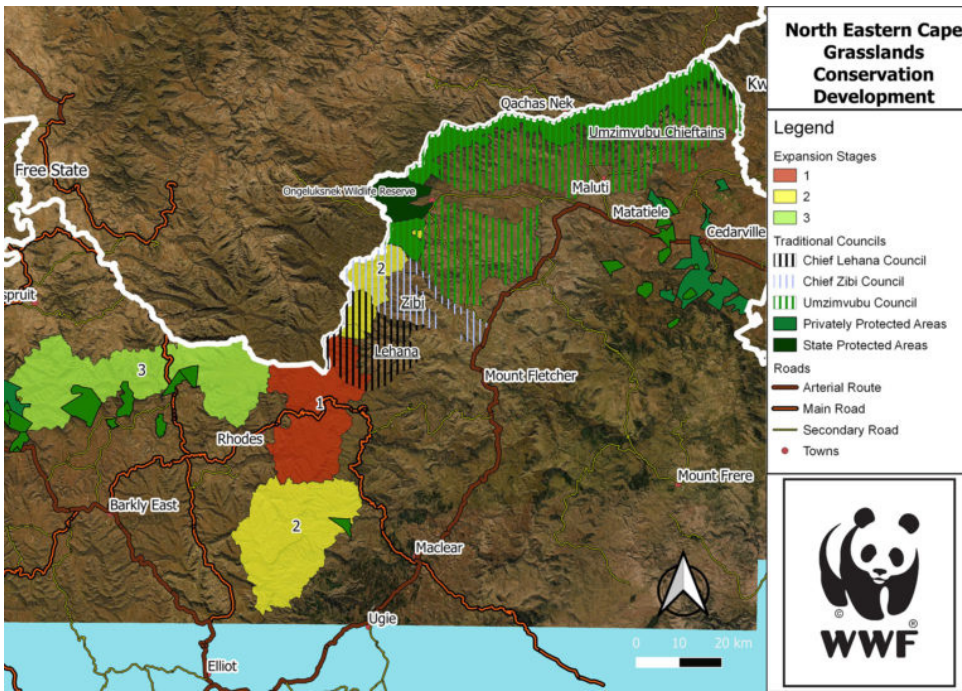 North Eastern Cape
Grasslands
Conservation
Development
Legend
Expansion Stages
1
2
3
Traditional Councils
Chief Lehana Council
Chief Zibi Council
Umzimvubu Council
Privately Protected Areas
State Protected Areas
Roads
Arterial Route
Main Road
Secondary Road
Towns
Kw
Qachas Nek
Umzimvubu Chieftains
Free State
Ongeluksnek Wildlife Reserve
Maluti
Matatiele
Cedarville
2
spruit
Zibi
Lehana
3
Mount Fletcher
1
Rhodes
Mount Frere
Barkly East
2
Maclear
Ugie
0 10 20 km
Elliot
©
®
WWF